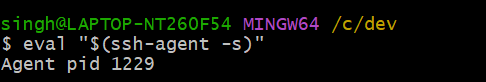 singh@LAPTOP-NT260F54 MINGW64 /c/dev
$ eval "$(ssh-agent -s)"
Agent pid 1229